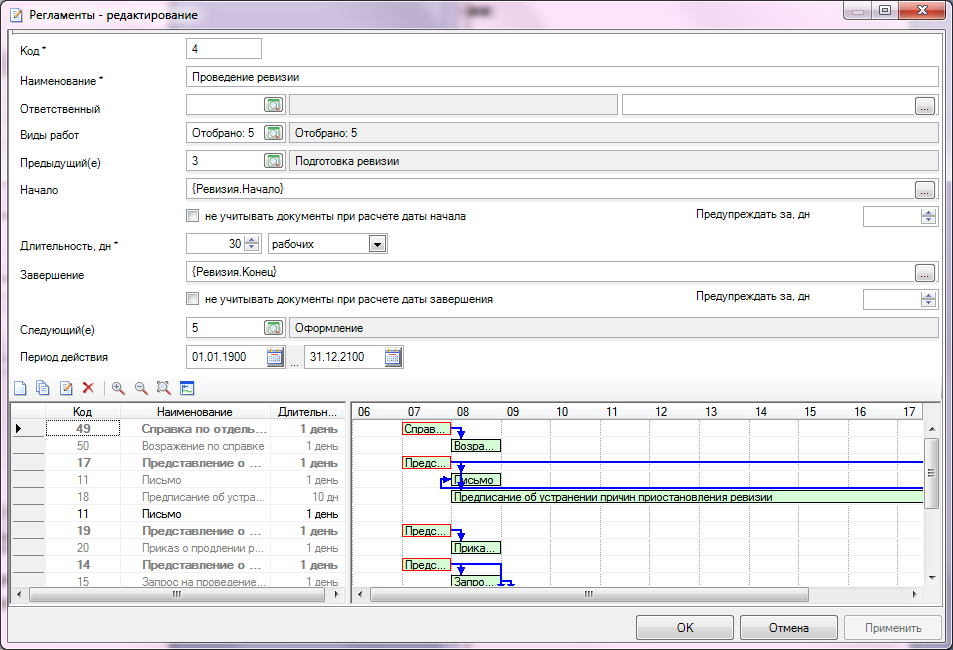 Регламенты - редактирование
Код *
4
Наименование *
Проведение ревизии
Ответственный
...
Виды работ
Отобрано: 5
Отобрано: 5
Предыдущий(е)
3
Подготовка ревизии
Начало
{Ревизия.Начало}
...
не учитывать документы при расчете даты начала
Предупреждать за, дн
Длительность, дн *
30
рабочих
Завершение
{Ревизия.Конец}
...
не учитывать документы при расчете даты завершения
Предупреждать за, дн
Следующий(е)
5
Оформление
Период действия
01.01.1900
...
31.12.2100
Код Наименование Длительн... 06 07 08 09 10 11 12 13 14 15 16 17
49 Справка по отдель... 1 день Справ...
50 Возражение по справке 1 день Возра...
17 Представление о ... 1 день Предс...
11 Письмо 1 день Письмо
18 Предписание об устра... 10 дн Предписание об устранении причин приостановления ревизии
11 Письмо 1 день
19 Представление о ... 1 день Предс...
20 Приказ о продлении р... 1 день Прика...
14 Представление о ... 1 день Предс...
15 Запрос на проведение... 1 день Запро...
OK
Отмена
Применить